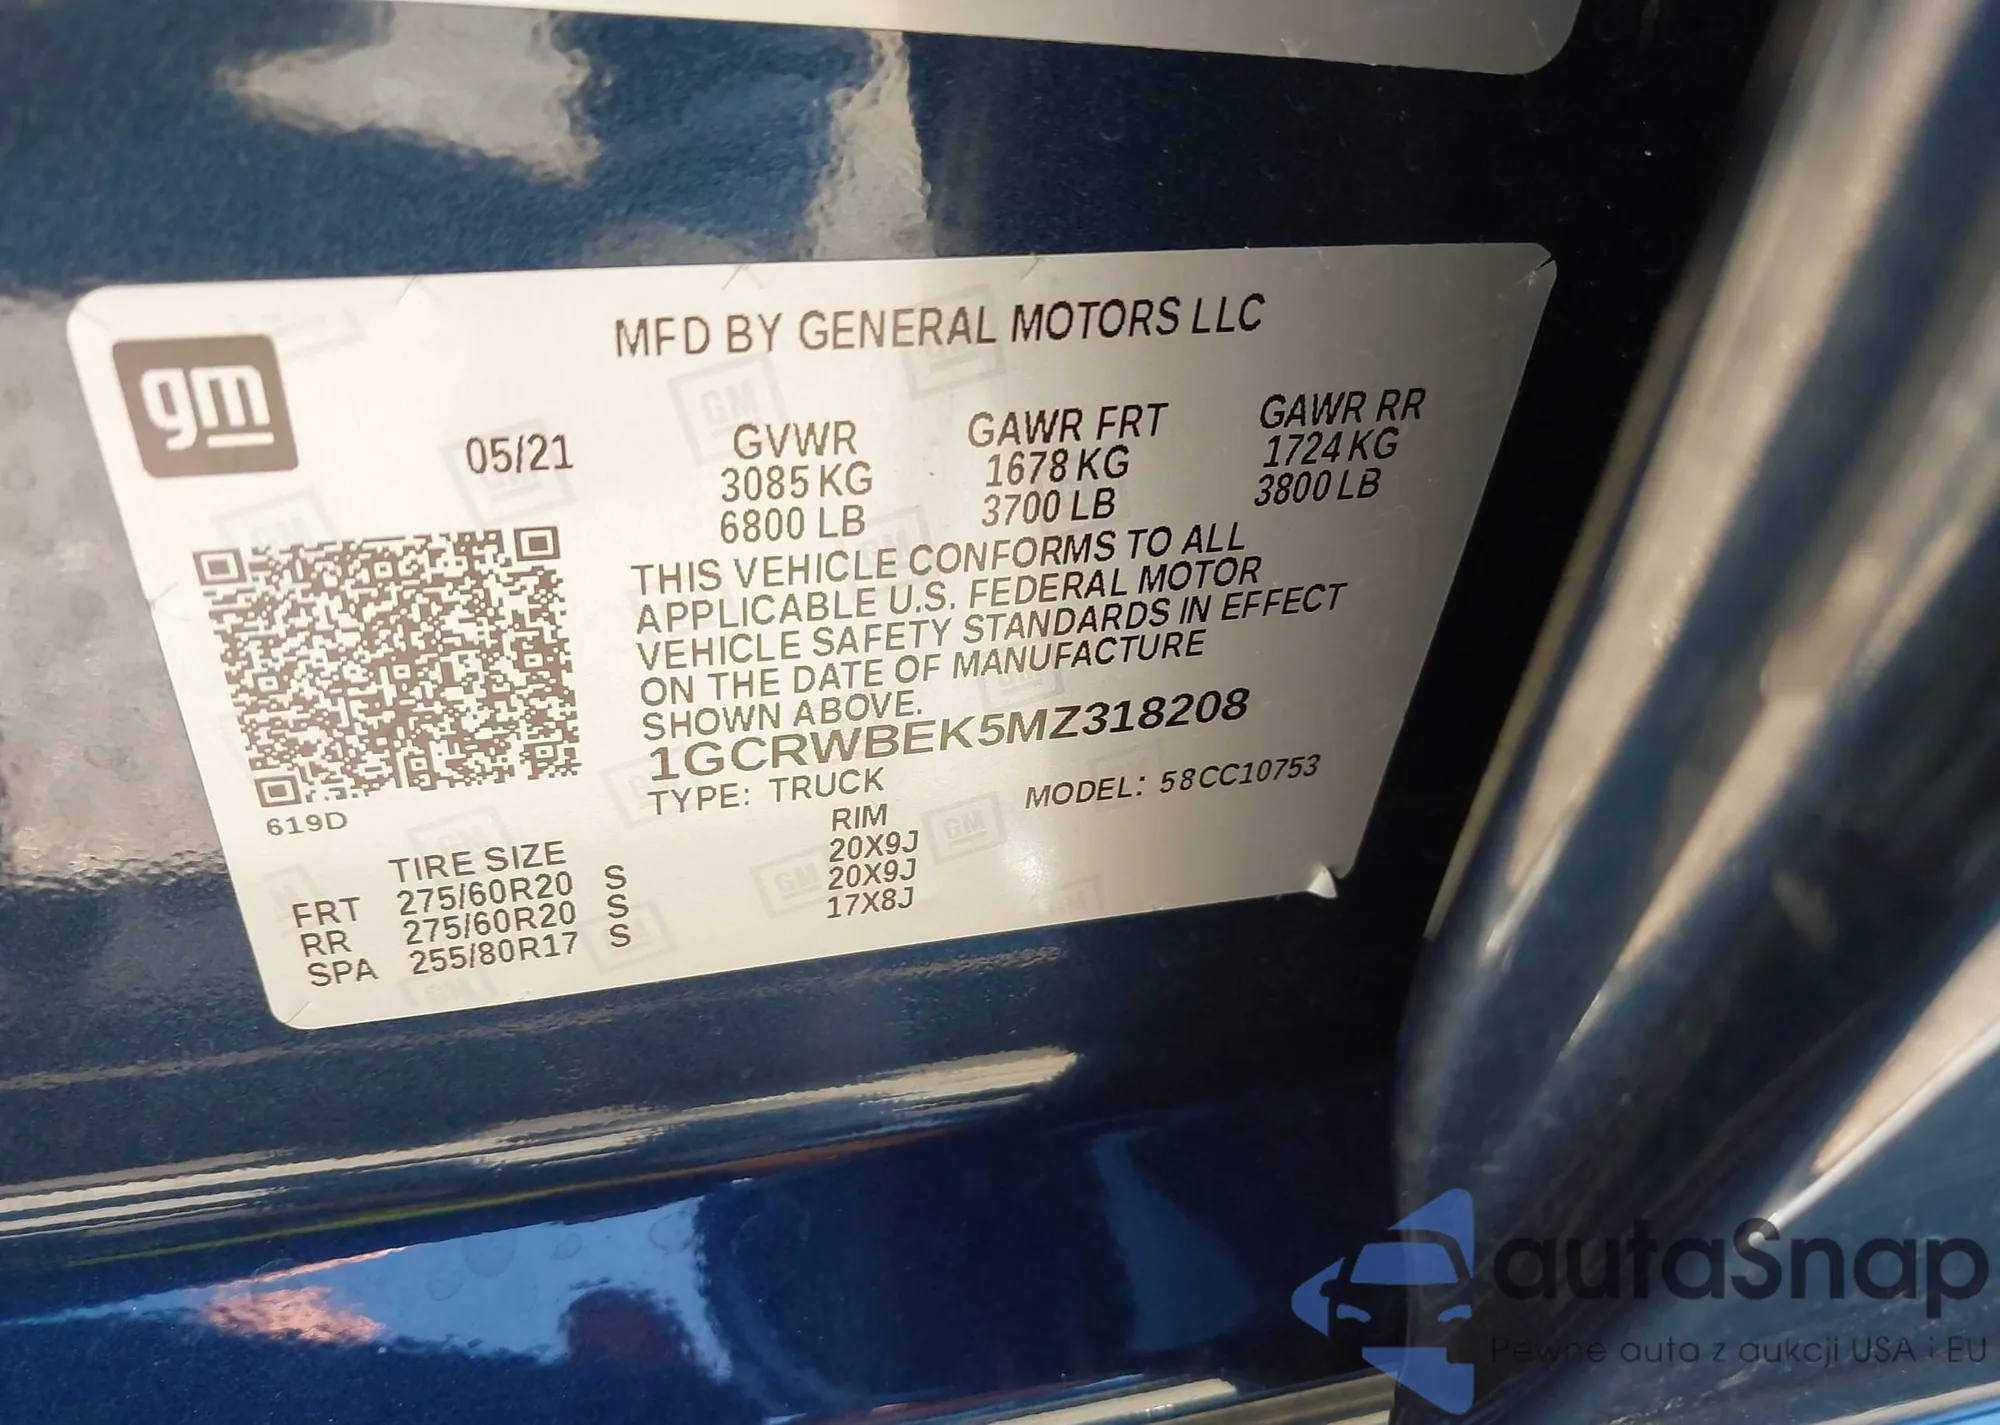 gm
MFD BY GENERAL MOTORS LLC
05/21
GVWR GAWR FRT GAWR RR
3085 KG 1678 KG 1724 KG
6800 LB 3700 LB 3800 LB
THIS VEHICLE CONFORMS TO ALL
APPLICABLE U.S. FEDERAL MOTOR
VEHICLE SAFETY STANDARDS IN EFFECT
ON THE DATE OF MANUFACTURE
SHOWN ABOVE.
1GCRWBEK5MZ318208
TYPE: TRUCK MODEL: 58CC10753
619D
TIRE SIZE RIM
FRT 275/60R20 S 20X9J
RR 275/60R20 S 20X9J
SPA 255/80R17 S 17X8J
autaSnap
Pewne auta z aukcji USA i EU